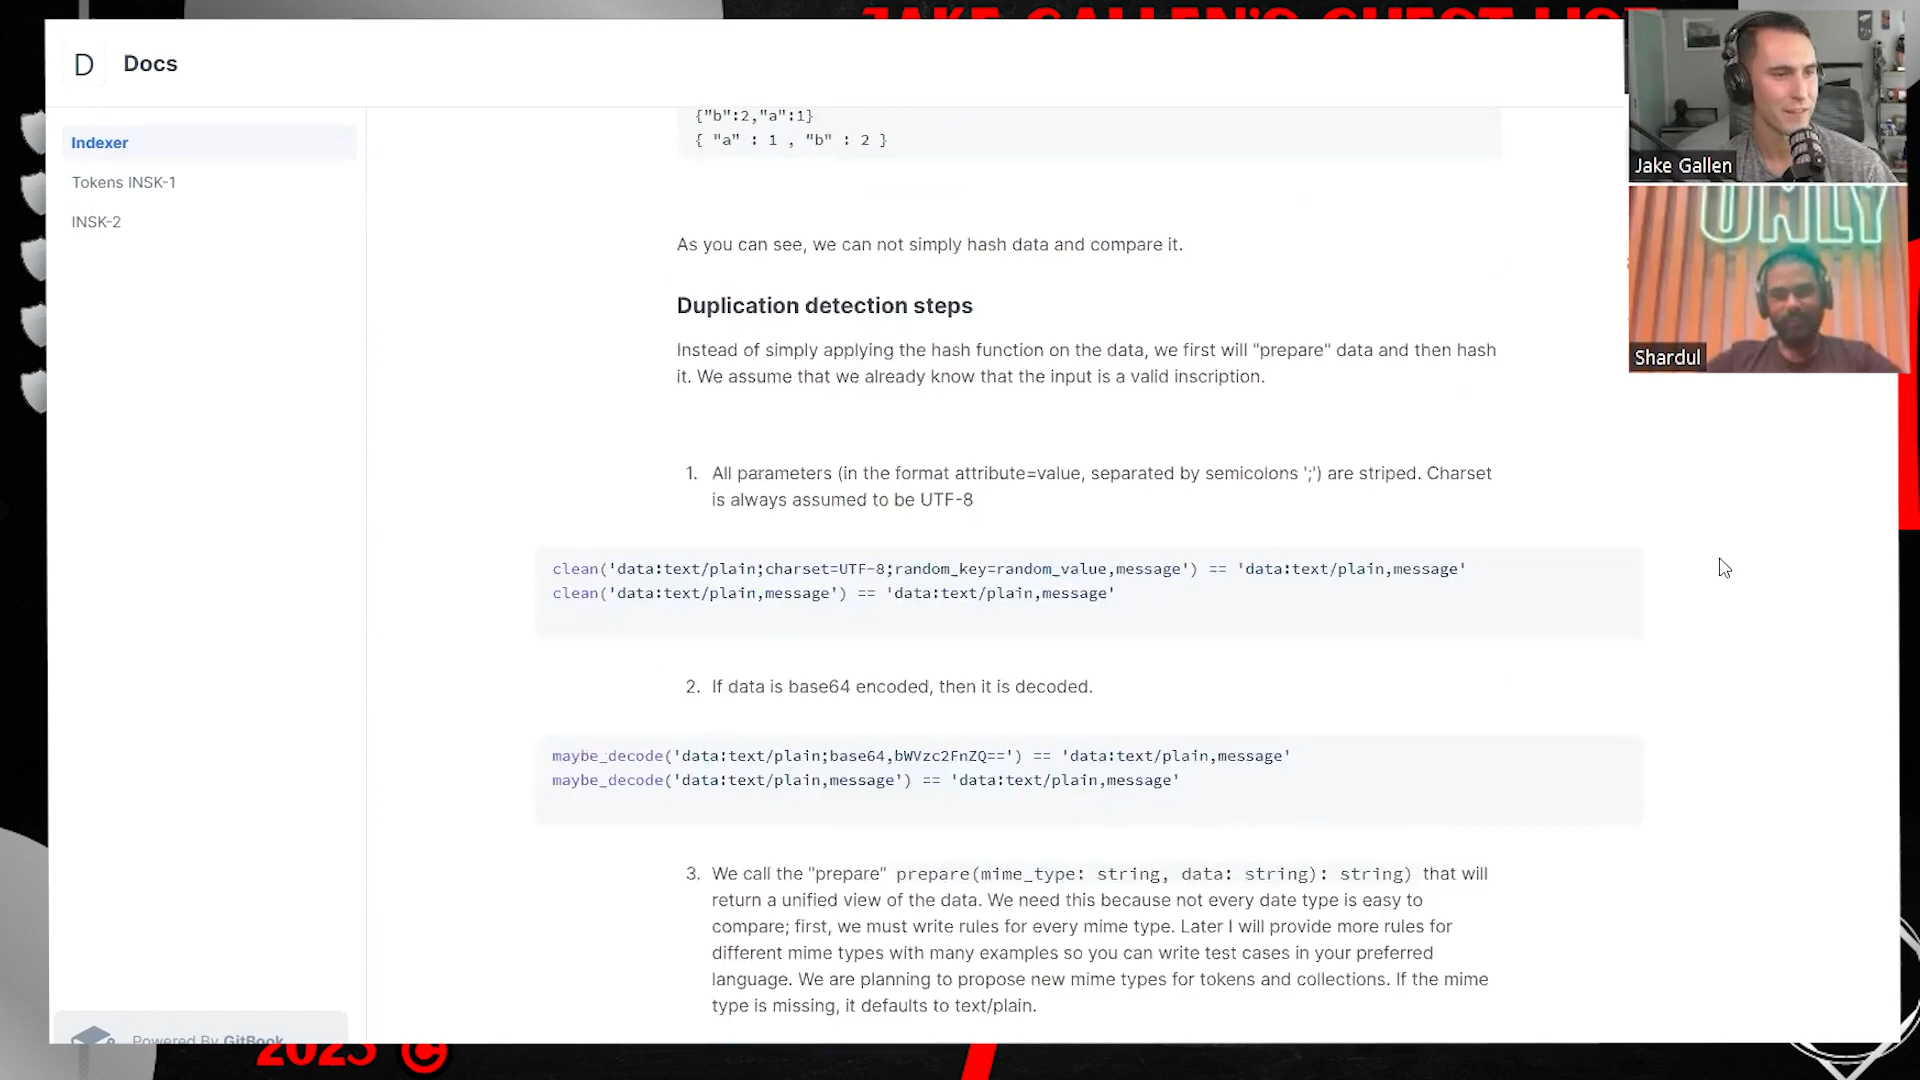 JAKE GALLEN'S GUEST LIST
D Docs
Indexer
Tokens INSK-1
INSK-2
{"b":2,"a":1}
{ "a" : 1 , "b" : 2 }
As you can see, we can not simply hash data and compare it.
Duplication detection steps
Instead of simply applying the hash function on the data, we first will "prepare" data and then hash
it. We assume that we already know that the input is a valid inscription.
1. All parameters (in the format attribute=value, separated by semicolons ';') are striped. Charset
is always assumed to be UTF-8
clean('data:text/plain;charset=UTF-8;random_key=random_value,message') == 'data:text/plain,message'
clean('data:text/plain,message') == 'data:text/plain,message'
2. If data is base64 encoded, then it is decoded.
maybe_decode('data:text/plain;base64,bWVzc2FnZQ==') == 'data:text/plain,message'
maybe_decode('data:text/plain,message') == 'data:text/plain,message'
3. We call the "prepare" prepare(mime_type: string, data: string): string) that will
return a unified view of the data. We need this because not every date type is easy to
compare; first, we must write rules for every mime type. Later I will provide more rules for
different mime types with many examples so you can write test cases in your preferred
language. We are planning to propose new mime types for tokens and collections. If the mime
type is missing, it defaults to text/plain.
Powered By GitBook
2023 ©
Jake Gallen
ONLY
Shardul